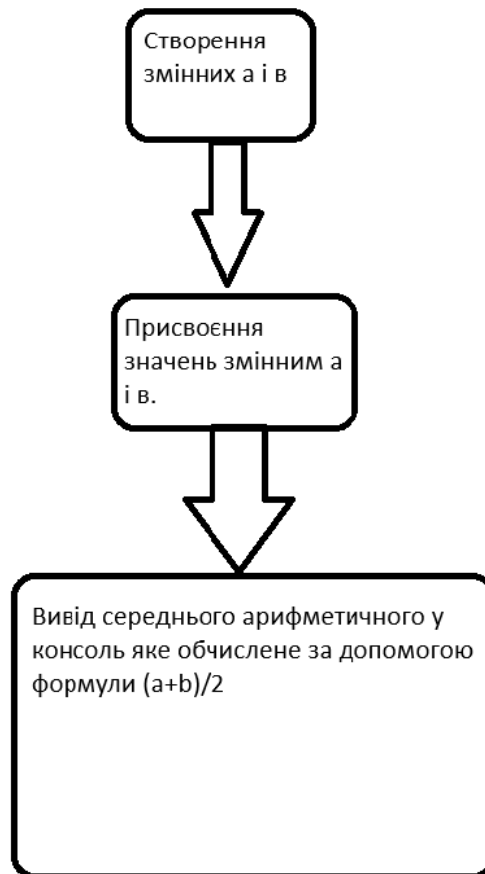 Створення
змінних а і в
Присвоєння
значень змінним а
і в.
Вивід середнього арифметичного у
консоль яке обчислене за допомогою
формули (a+b)/2